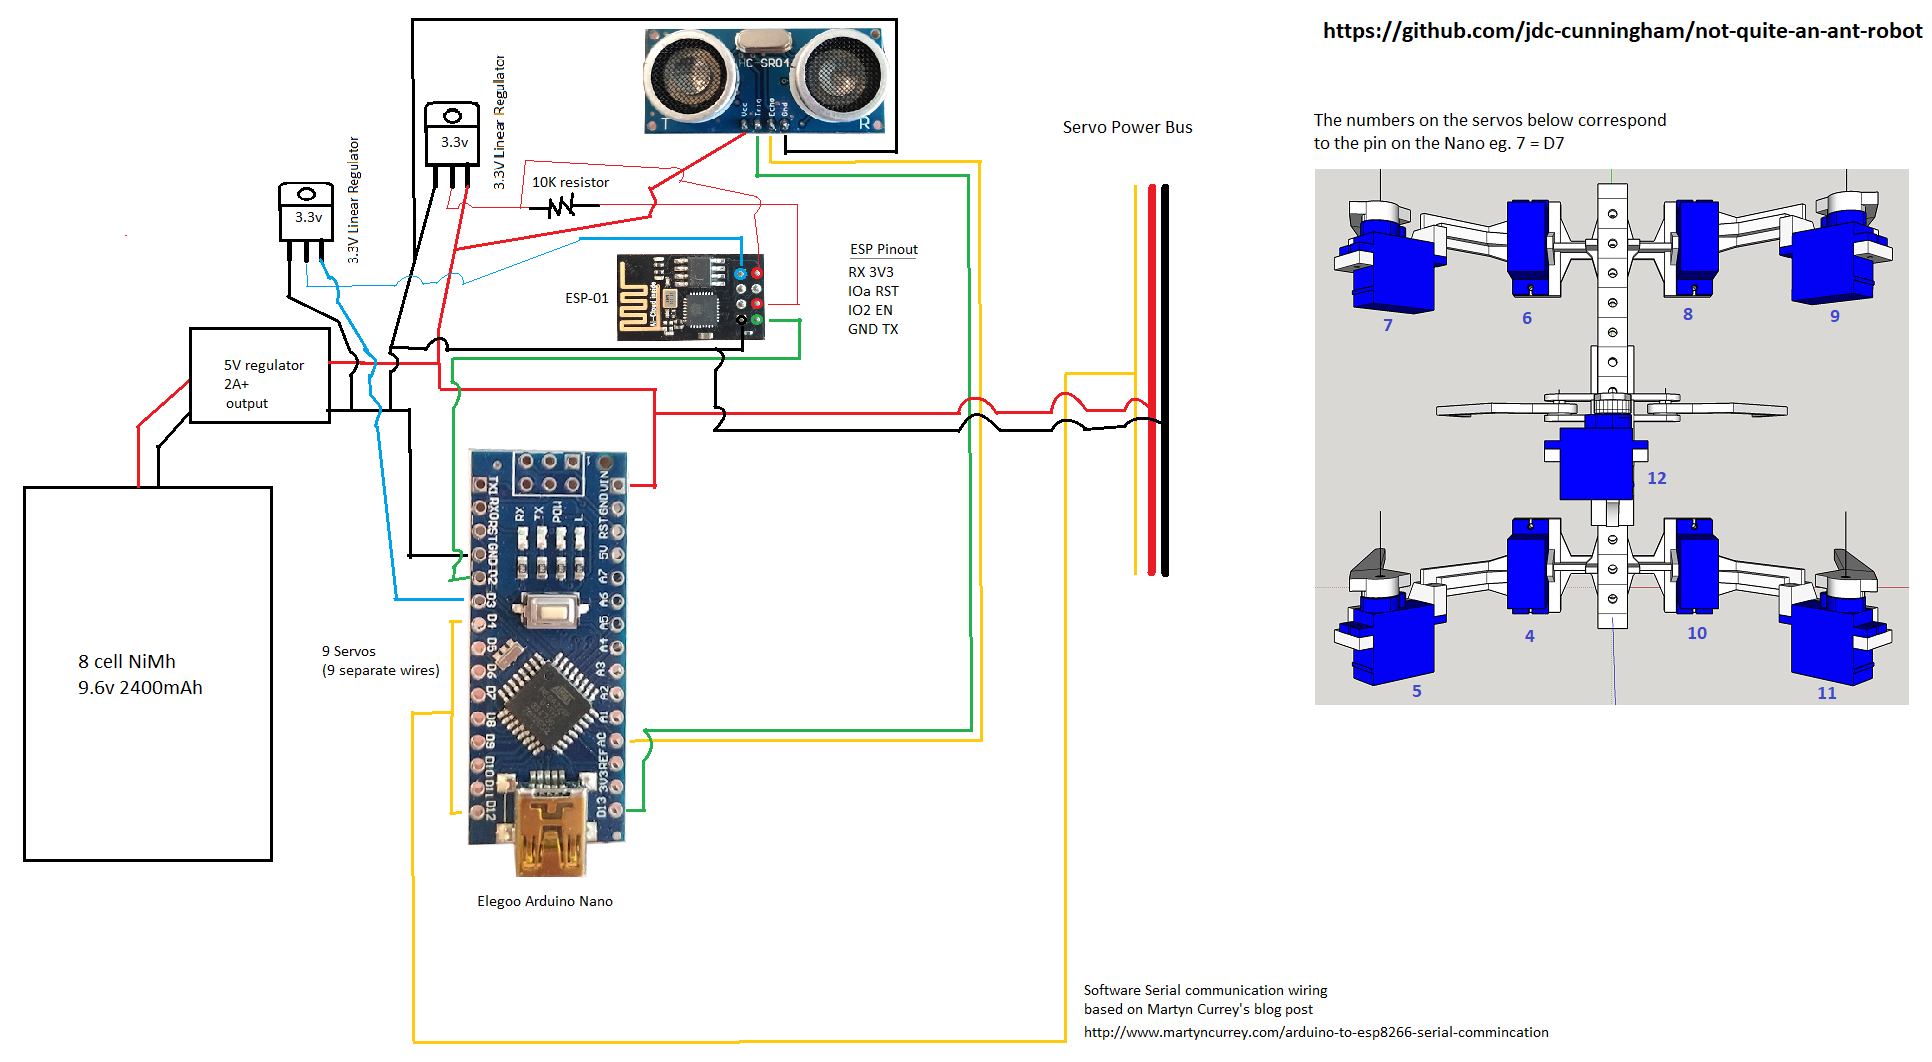 https://github.com/jdc-cunningham/not-quite-an-ant-robot
The numbers on the servos below correspond
to the pin on the Nano eg. 7 = D7
Servo Power Bus
HC-SR04
Vcc
Trig
Echo
Gnd
T
R
3.3v
3.3V Linear Regulator
3.3v
3.3V Linear Regulator
10K resistor
ESP-01
ESP Pinout
RX 3V3
IOa RST
IO2 EN
GND TX
5V regulator
2A+
output
8 cell NiMh
9.6v 2400mAh
9 Servos
(9 separate wires)
TX1
RX0
RST
GND
D2
D3
D4
D5
D6
D7
D8
D9
D10
D11
D12
RX
TX
POW
L
VIN
GND
RST
5V
A7
A6
A5
A4
A3
A2
A1
A0
REF
3V3
D13
Elegoo Arduino Nano
7
6
8
9
12
4
10
5
11
Software Serial communication wiring
based on Martyn Currey's blog post
http://www.martyncurrey.com/arduino-to-esp8266-serial-commincation